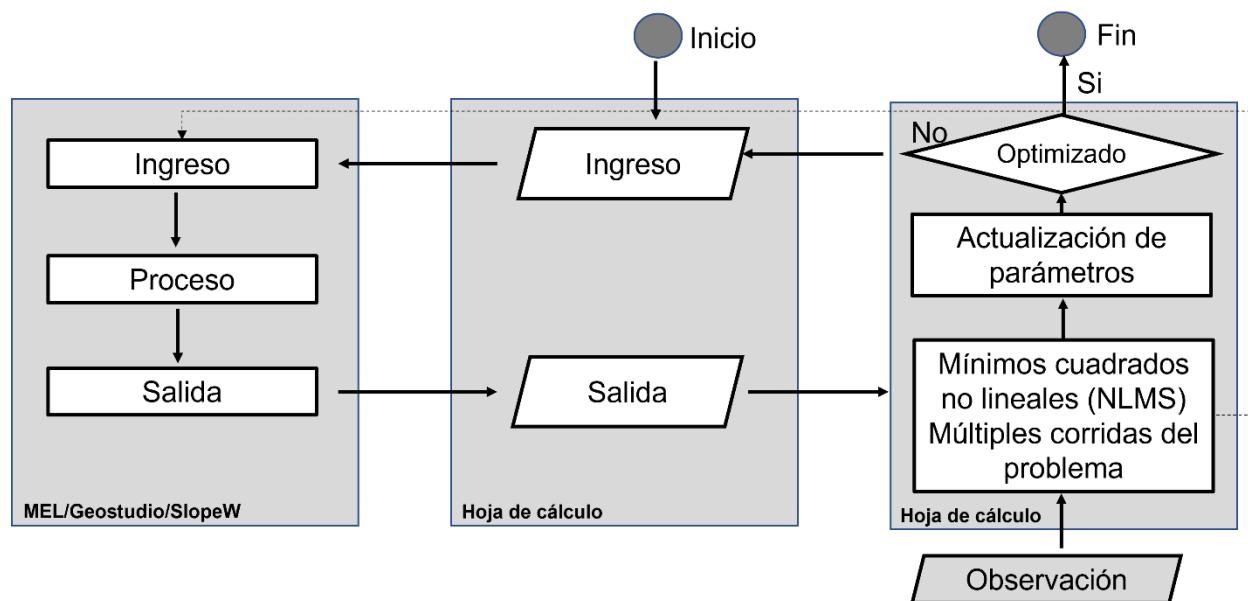 Inicio
Fin
Si
No
Ingreso
Proceso
Salida
MEL/Geostudio/SlopeW
Ingreso
Salida
Hoja de cálculo
Optimizado
Actualización de
parámetros
Mínimos cuadrados
no lineales (NLMS)
Múltiples corridas del
problema
Hoja de cálculo
Observación